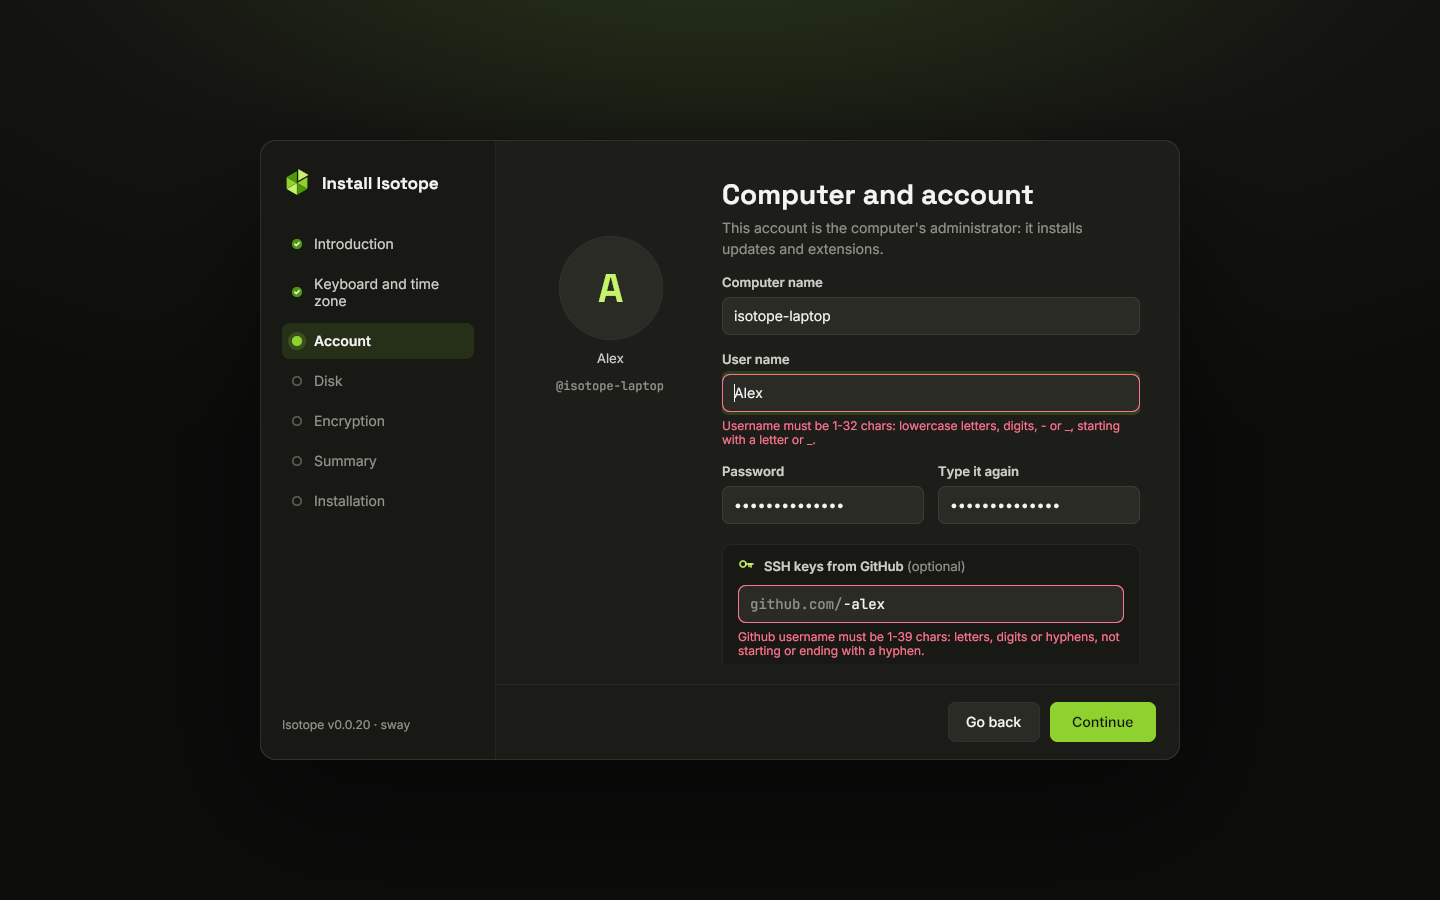 Install Isotope
Introduction
Keyboard and time
zone
Account
Disk
Encryption
Summary
Installation
Isotope v0.0.20 · sway
A
Alex
@isotope-laptop
Computer and account
This account is the computer's administrator: it installs
updates and extensions.
Computer name
isotope-laptop
User name
Alex
Username must be 1-32 chars: lowercase letters, digits, - or _, starting
with a letter or _.
Password Type it again
•••••••••••••• ••••••••••••••
SSH keys from GitHub (optional)
github.com/-alex
Github username must be 1-39 chars: letters, digits or hyphens, not
starting or ending with a hyphen.
Go back Continue